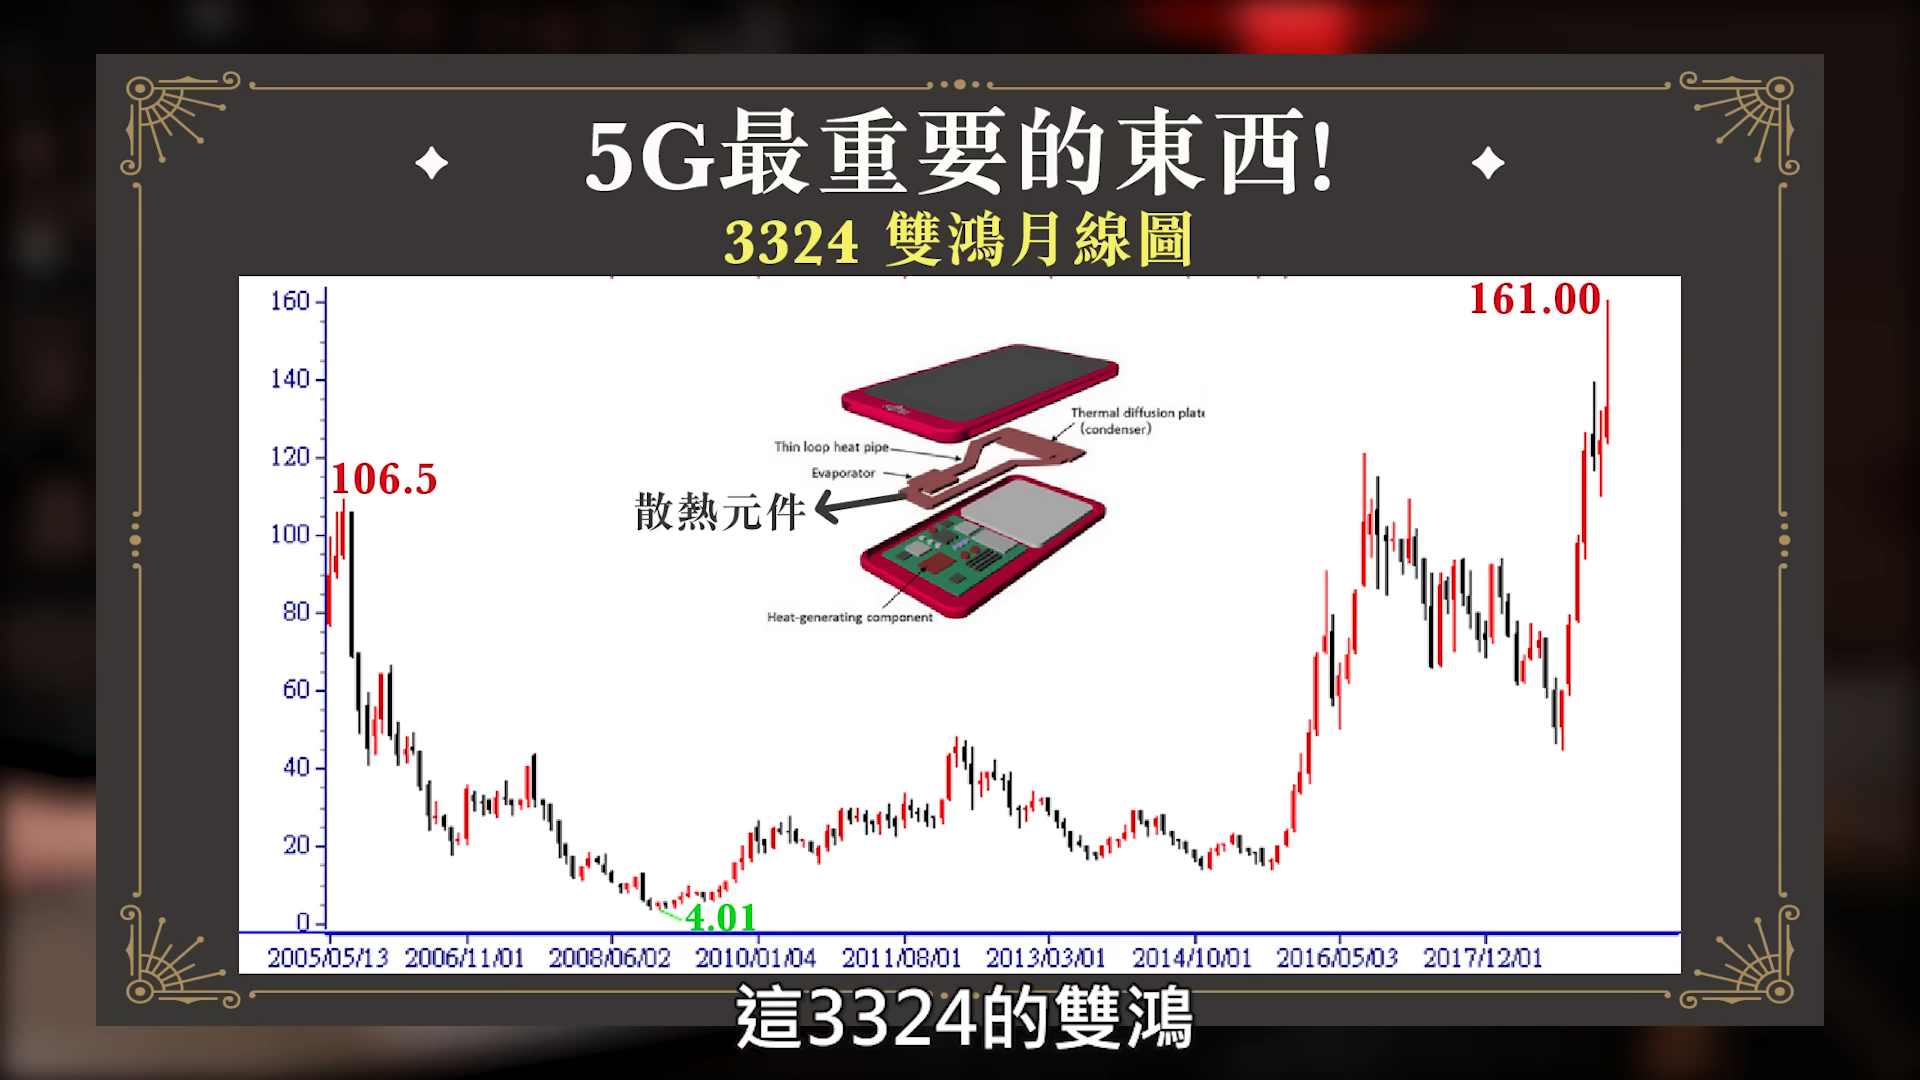 5G最重要的東西!
3324 雙鴻月線圖
160
161.00
140
Thermal diffusion plate
(condenser)
Thin loop heat pipe
120
106.5
Evaporator
散熱元件
100
80
Heat-generating component
60
40
20
4.01
0
2005/05/13 2006/11/01 2008/06/02 2010/01/04 2011/08/01 2013/03/01 2014/10/01 2016/05/03 2017/12/01
這3324的雙鴻